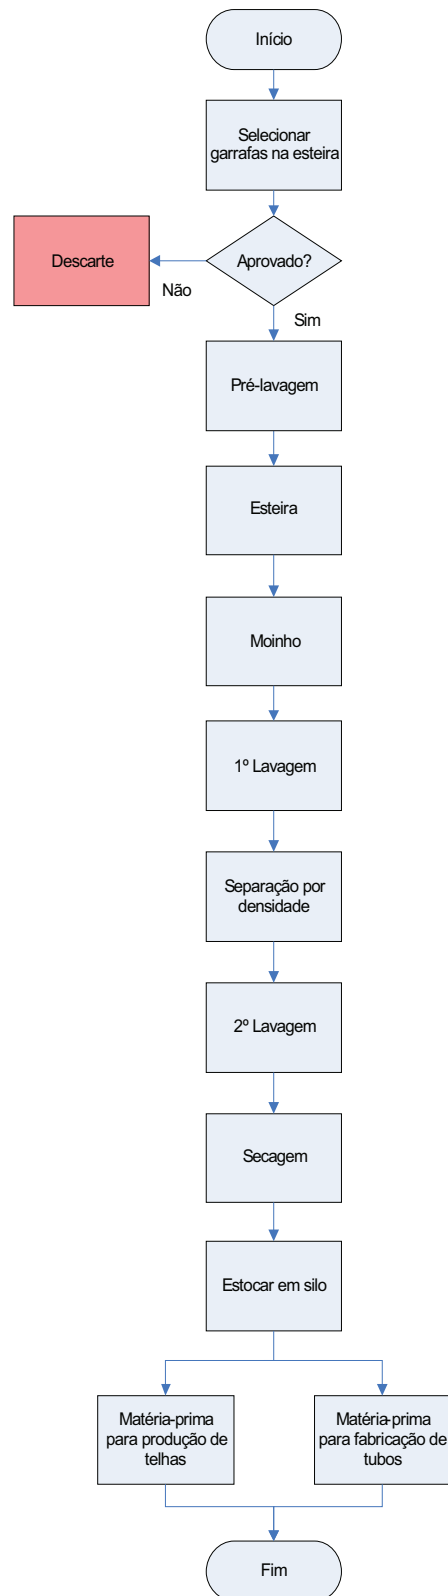 Início
Selecionar
garrafas na esteira
Aprovado?
Descarte
Não
Sim
Pré-lavagem
Esteira
Moinho
1º Lavagem
Separação por
densidade
2º Lavagem
Secagem
Estocar em silo
Matéria-prima
para produção de
telhas
Matéria-prima
para fabricação de
tubos
Fim